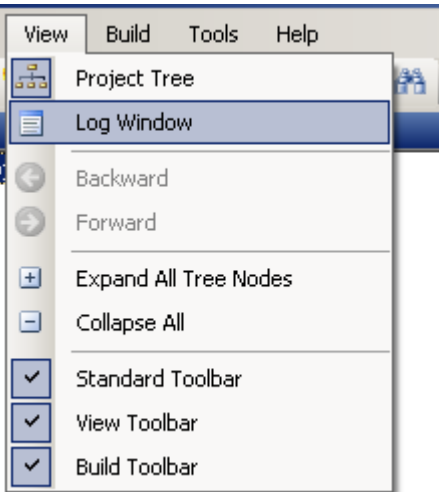 View Build Tools Help
Project Tree
Log Window
Backward
Forward
Expand All Tree Nodes
Collapse All
Standard Toolbar
View Toolbar
Build Toolbar